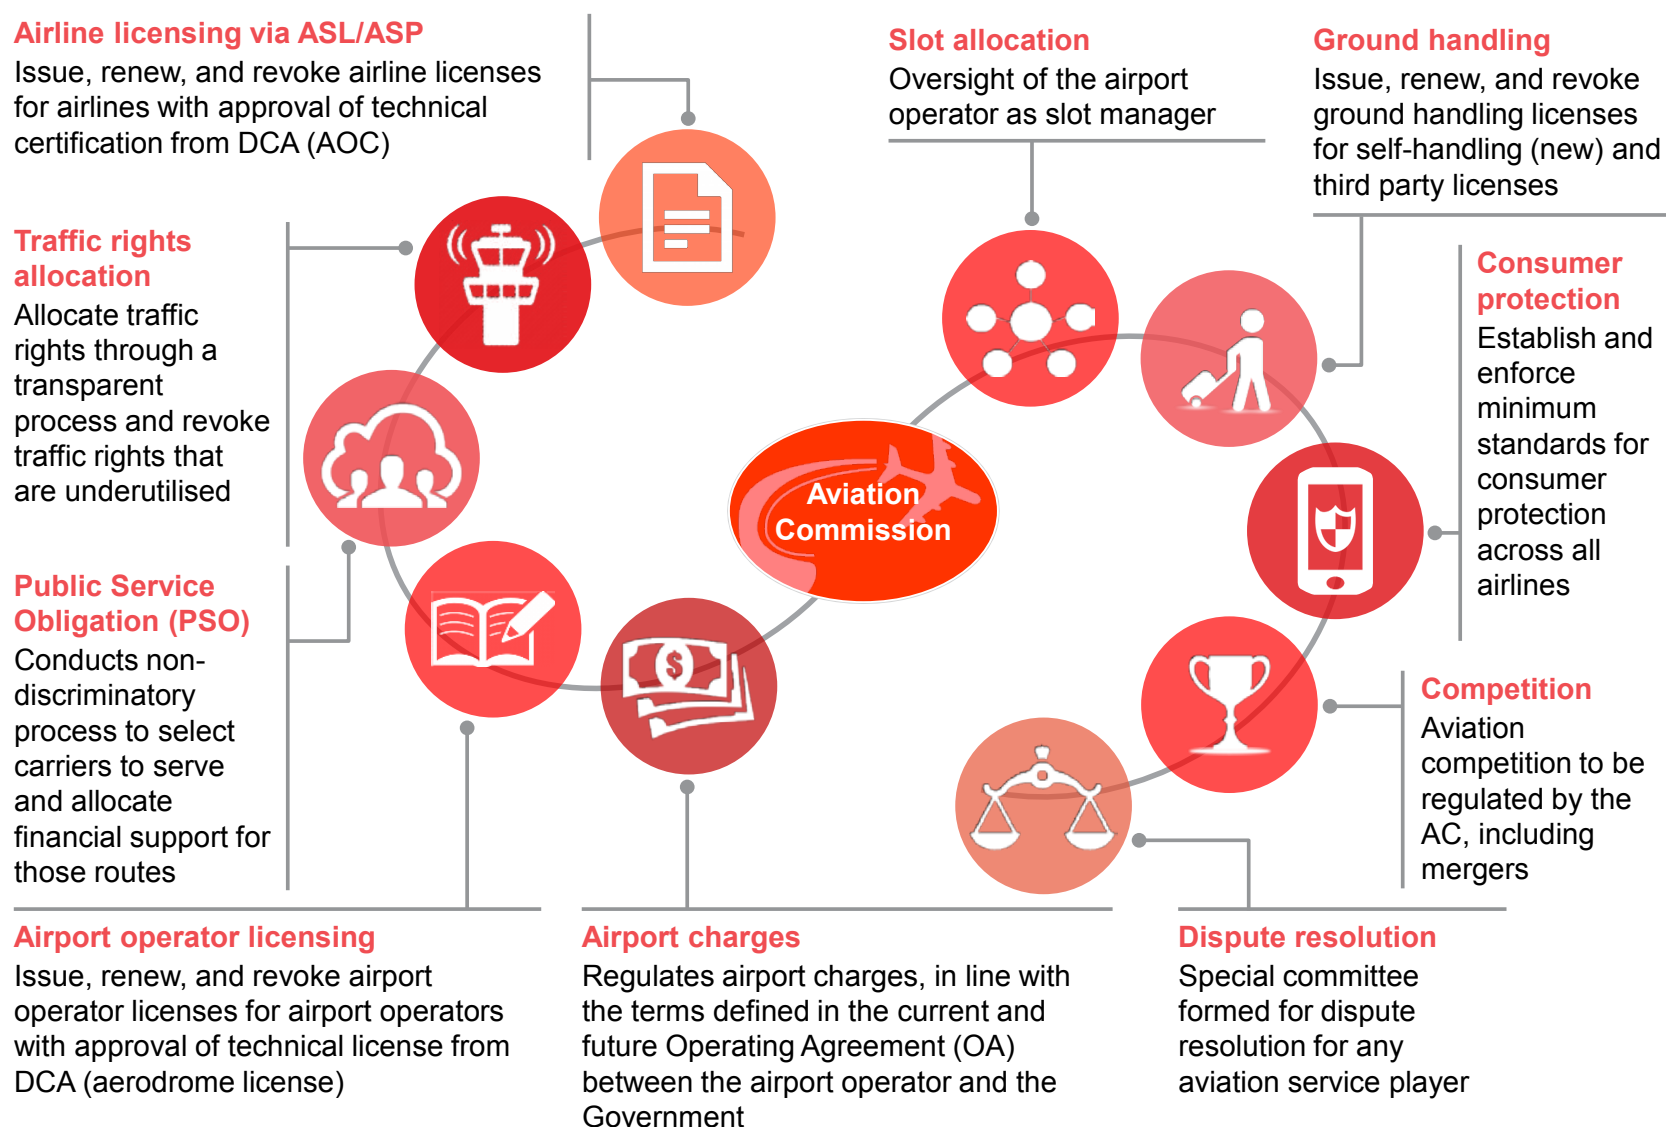 Airline licensing via ASL/ASP
Issue, renew, and revoke airline licenses
for airlines with approval of technical
certification from DCA (AOC)
Slot allocation
Oversight of the airport
operator as slot manager
Ground handling
Issue, renew, and revoke
ground handling licenses
for self-handling (new) and
third party licenses
Traffic rights
allocation
Allocate traffic
rights through a
transparent
process and revoke
traffic rights that
are underutilised
Consumer
protection
Establish and
enforce
minimum
standards for
consumer
protection
across all
airlines
Aviation
Commission
$
Public Service
Obligation (PSO)
Conducts non-
discriminatory
process to select
carriers to serve
and allocate
financial support for
those routes
Competition
Aviation
competition to be
regulated by the
AC, including
mergers
Airport operator licensing
Issue, renew, and revoke airport
operator licenses for airport operators
with approval of technical license from
DCA (aerodrome license)
Airport charges
Regulates airport charges, in line with
the terms defined in the current and
future Operating Agreement (OA)
between the airport operator and the
Government
Dispute resolution
Special committee
formed for dispute
resolution for any
aviation service player